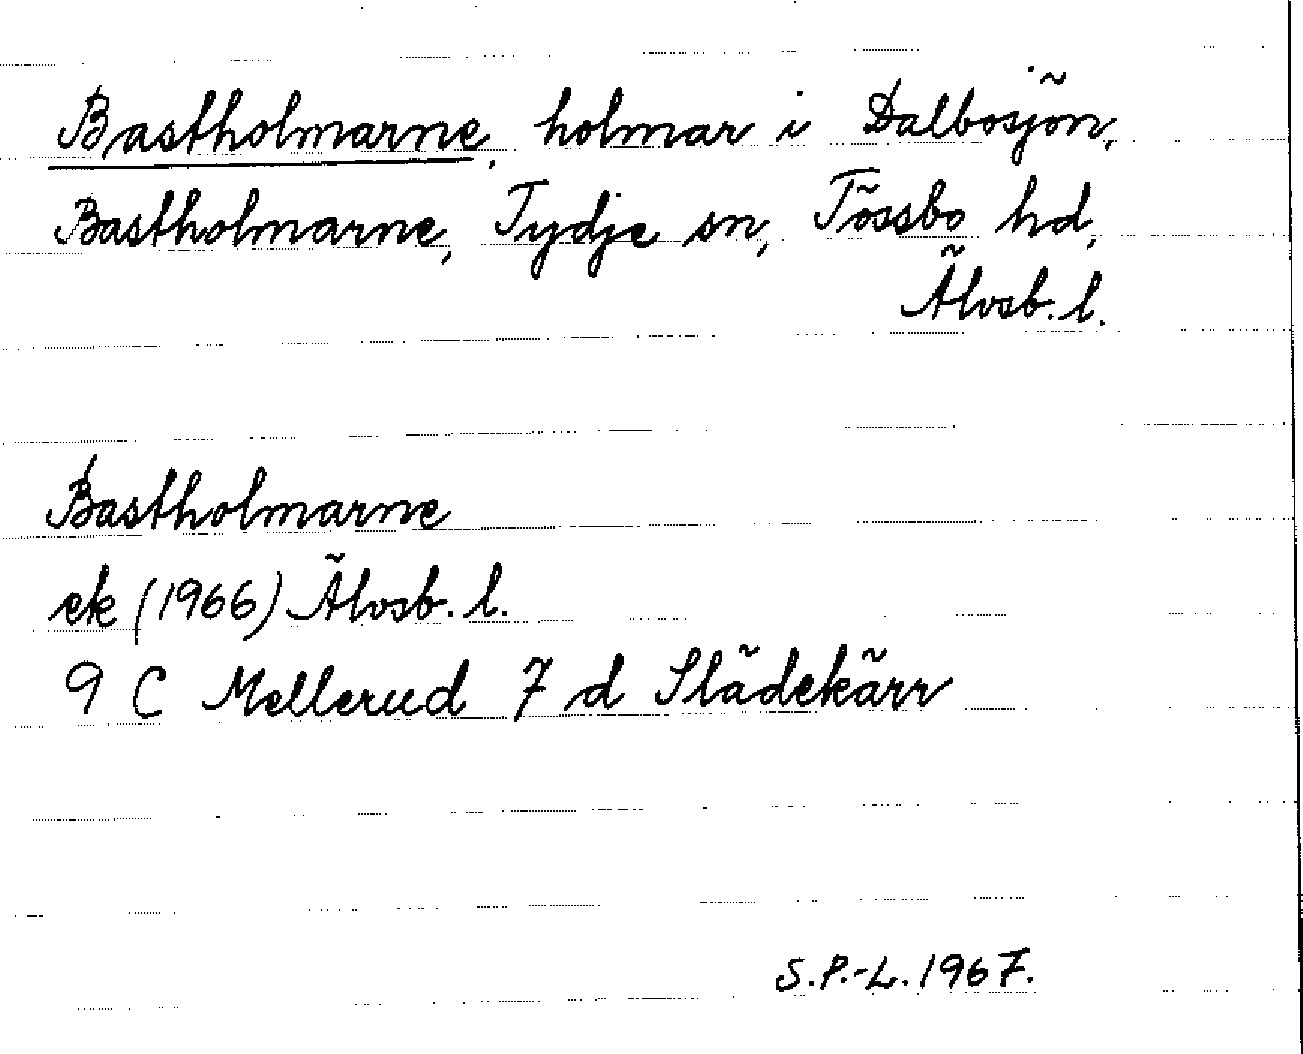 Bastholmarne, holmar i Dalbosjön,
Bastholmarne, Tydje sn, Tössbo hd,
Älvsb. l.
Bastholmarne
ek (1966) Älvsb. l.
9 C Mellerud 7 d Slädekärr
S.P.-L. 1967.